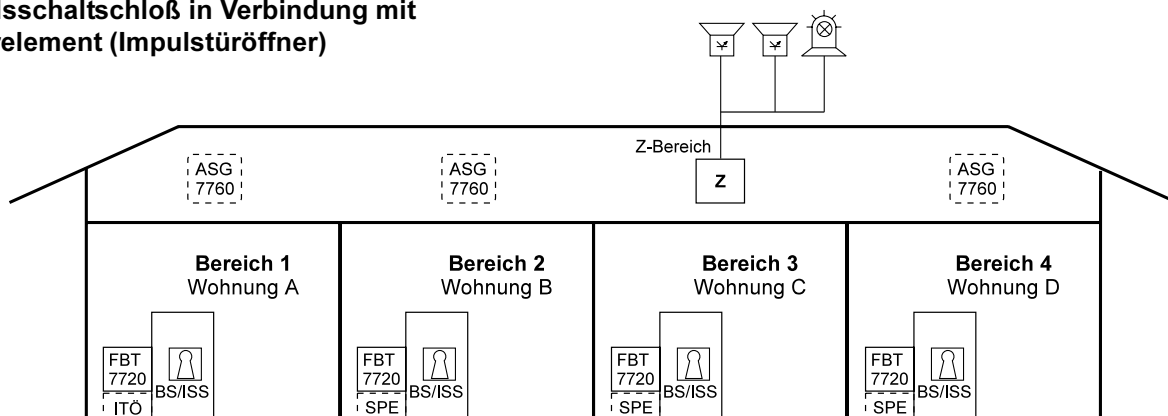 lsschaltschloß in Verbindung mit
element (Impulstüröffner)
Z-Bereich
ASG
7760
ASG
7760
Z
ASG
7760
Bereich 1
Wohnung A
Bereich 2
Wohnung B
Bereich 3
Wohnung C
Bereich 4
Wohnung D
FBT
7720
BS/ISS
ITÖ
FBT
7720
BS/ISS
SPE
FBT
7720
BS/ISS
SPE
FBT
7720
BS/ISS
SPE